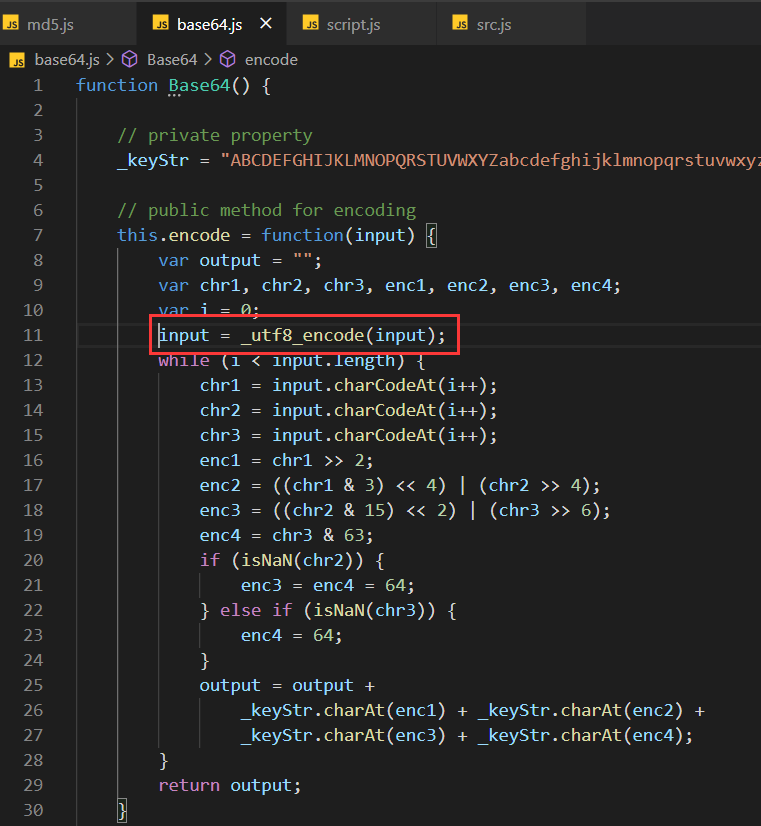 JS md5.js JS base64.js × JS script.js JS src.js
JS base64.js > Base64 > encode
1 function Base64() {
2
3 // private property
4 _keyStr = "ABCDEFGHIJKLMNOPQRSTUVWXYZabcdefghijklmnopqrstuvwxyz
5
6 // public method for encoding
7 this.encode = function(input) {
8 var output = "";
9 var chr1, chr2, chr3, enc1, enc2, enc3, enc4;
10 var i = 0;
11 input = _utf8_encode(input);
12 while (i < input.length) {
13 chr1 = input.charCodeAt(i++);
14 chr2 = input.charCodeAt(i++);
15 chr3 = input.charCodeAt(i++);
16 enc1 = chr1 >> 2;
17 enc2 = ((chr1 & 3) << 4) | (chr2 >> 4);
18 enc3 = ((chr2 & 15) << 2) | (chr3 >> 6);
19 enc4 = chr3 & 63;
20 if (isNaN(chr2)) {
21 enc3 = enc4 = 64;
22 } else if (isNaN(chr3)) {
23 enc4 = 64;
24 }
25 output = output +
26 _keyStr.charAt(enc1) + _keyStr.charAt(enc2) +
27 _keyStr.charAt(enc3) + _keyStr.charAt(enc4);
28 }
29 return output;
30 }